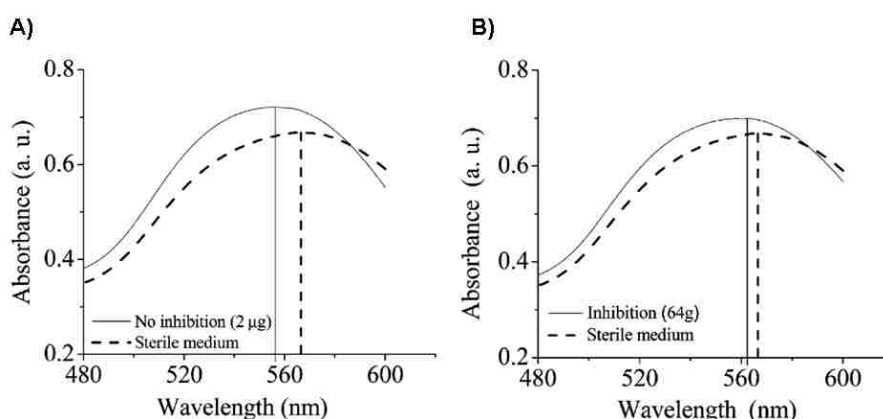 A)
0.8
0.6
0.4
0.2
Absorbance (a. u.)
No inhibition (2 µg)
Sterile medium
480 520 560 600
Wavelength (nm)
B)
0.8
0.6
0.4
0.2
Absorbance (a. u.)
Inhibition (64g)
Sterile medium
480 520 560 600
Wavelength (nm)